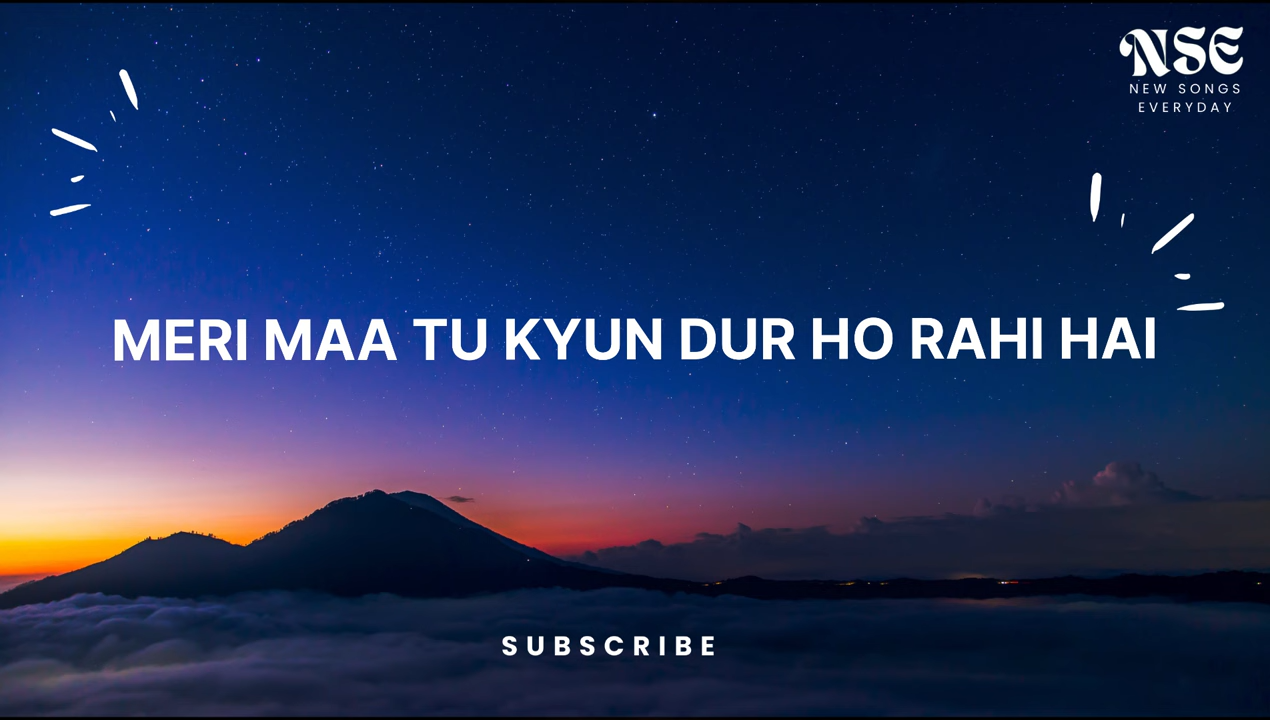 NSE
NEW SONGS
EVERYDAY
MERI MAA TU KYUN DUR HO RAHI HAI
SUBSCRIBE